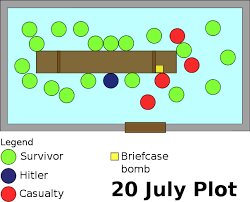 Legend
Survivor
Briefcase
bomb
Hitler
Casualty
20 July Plot